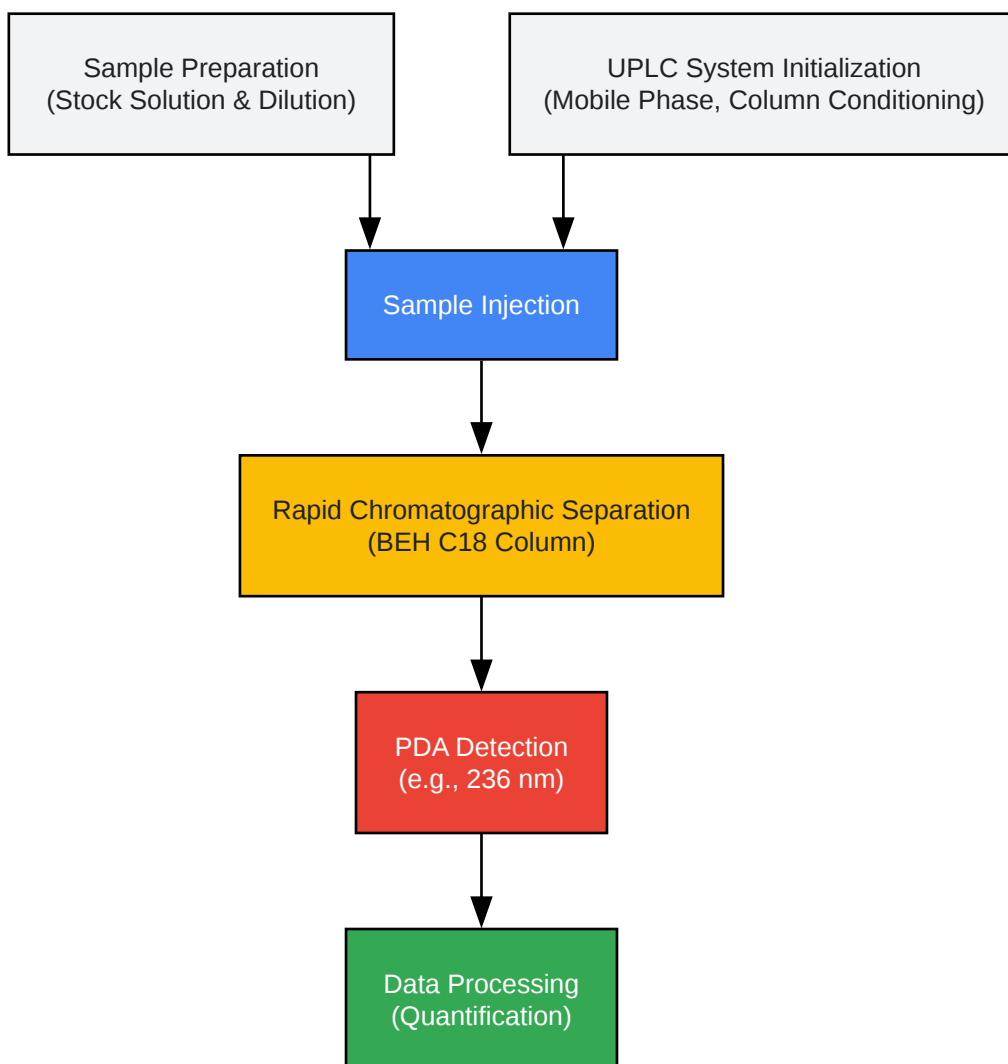 Sample Preparation
(Stock Solution & Dilution)
UPLC System Initialization
(Mobile Phase, Column Conditioning)
Sample Injection
Rapid Chromatographic Separation
(BEH C18 Column)
PDA Detection
(e.g., 236 nm)
Data Processing
(Quantification)